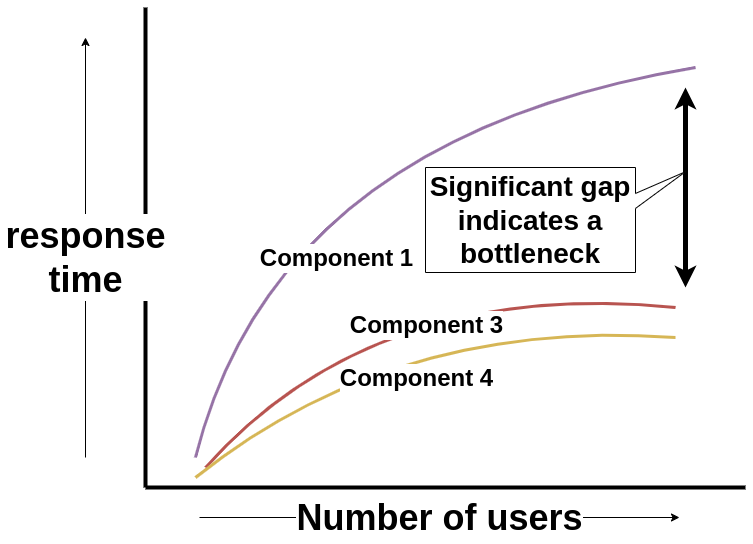 response
time
Component 1
Significant gap
indicates a
bottleneck
Component 3
Component 4
Number of users